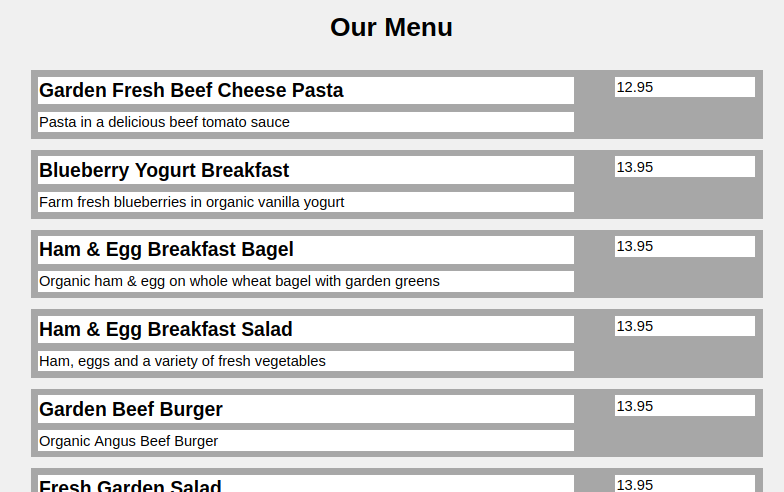 Our Menu
Garden Fresh Beef Cheese Pasta
12.95
Pasta in a delicious beef tomato sauce
Blueberry Yogurt Breakfast
13.95
Farm fresh blueberries in organic vanilla yogurt
Ham & Egg Breakfast Bagel
13.95
Organic ham & egg on whole wheat bagel with garden greens
Ham & Egg Breakfast Salad
13.95
Ham, eggs and a variety of fresh vegetables
Garden Beef Burger
13.95
Organic Angus Beef Burger
Fresh Garden Salad
13.95